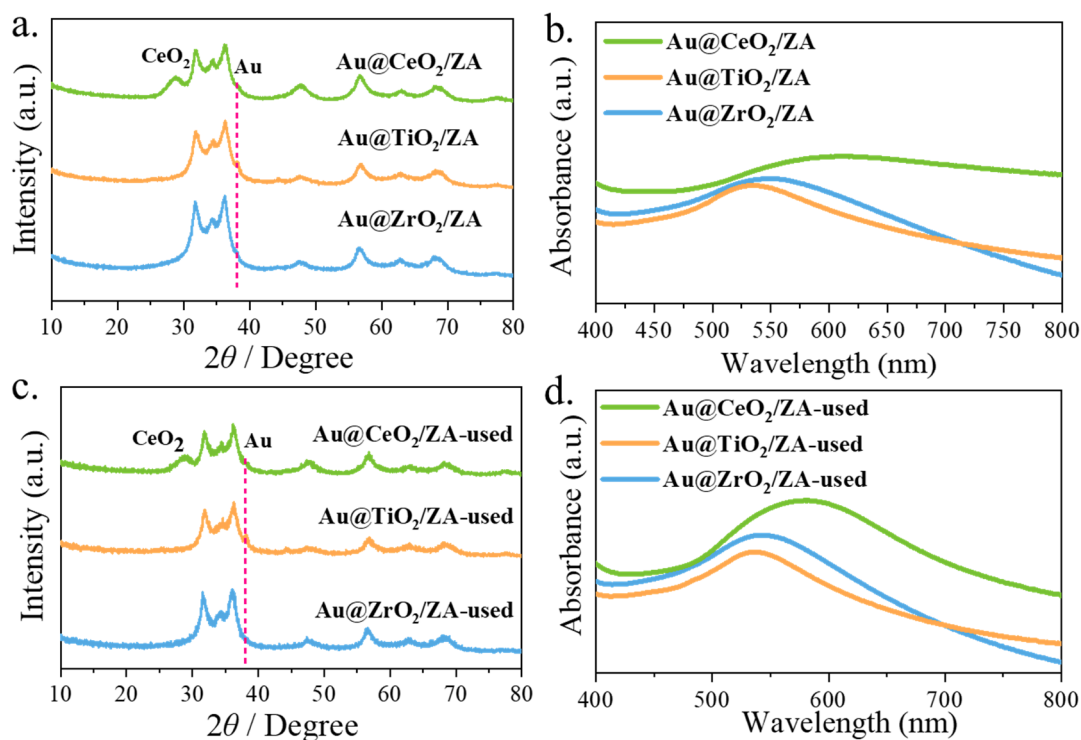 a.
Intensity (a.u.)
CeO₂
Au
Au@CeO₂/ZA
Au@TiO₂/ZA
Au@ZrO₂/ZA
10 20 30 40 50 60 70 80
2θ / Degree
b.
Absorbance (a.u.)
Au@CeO₂/ZA
Au@TiO₂/ZA
Au@ZrO₂/ZA
400 450 500 550 600 650 700 750 800
Wavelength (nm)
c.
Intensity (a.u.)
CeO₂
Au
Au@CeO₂/ZA-used
Au@TiO₂/ZA-used
Au@ZrO₂/ZA-used
10 20 30 40 50 60 70 80
2θ / Degree
d.
Absorbance (a.u.)
Au@CeO₂/ZA-used
Au@TiO₂/ZA-used
Au@ZrO₂/ZA-used
400 500 600 700 800
Wavelength (nm)